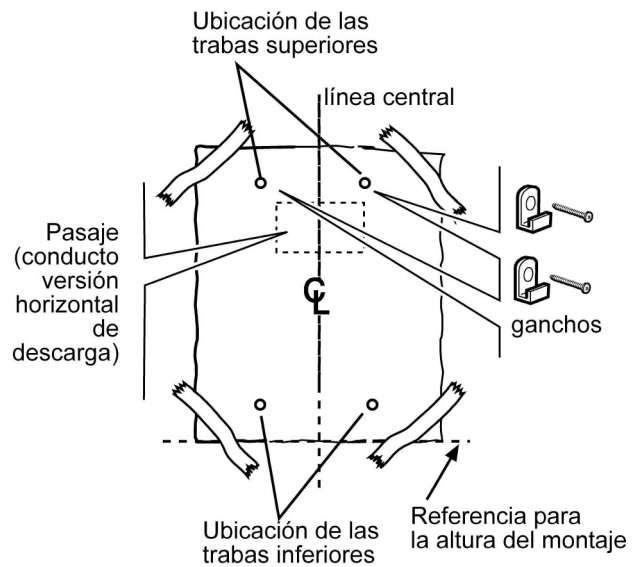 Ubicación de las
trabas superiores
línea central
Pasaje
(conducto
versión
horizontal
de
descarga)
CL
ganchos
Ubicación de las
trabas inferiores
Referencia para
la altura del montaje